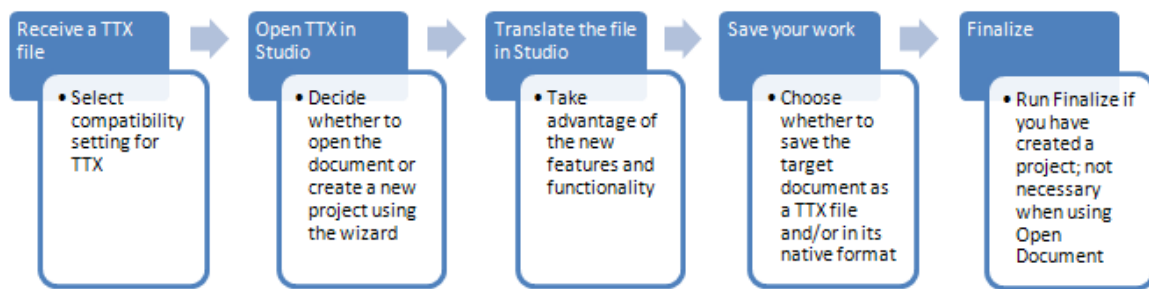 Receive a TTX
file
• Select
compatibility
setting for
TTX
Open TTX in
Studio
• Decide
whether to
open the
document or
create a new
project using
the wizard
Translate the file
in Studio
• Take
advantage of
the new
features and
functionality
Save your work
• Choose
whether to
save the
target
document as
a TTX file
and/or in its
native format
Finalize
• Run Finalize if
you have
created a
project; not
necessary
when using
Open
Document